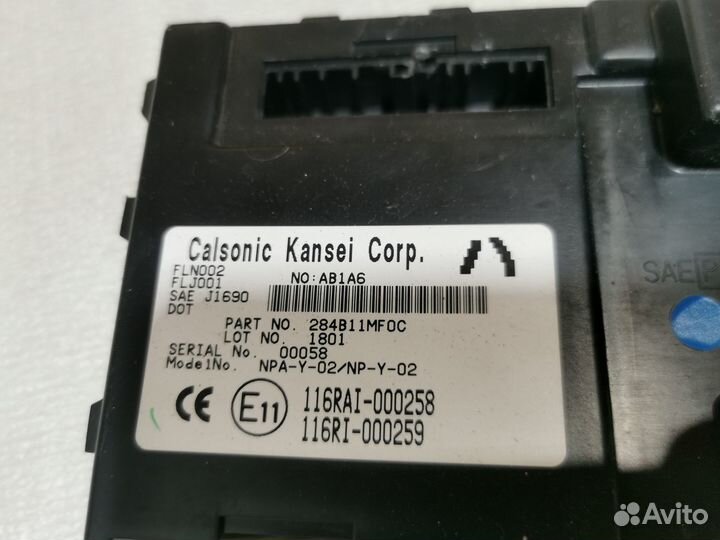 Calsonic Kansei Corp.
FLN002
NO:AB1A6
FLJ001
SAE J1690
DOT
PART NO. 284B11MF0C
LOT NO. 1801
SERIAL No. 00058
ModelNo. NPA-Y-02/NP-Y-02
CE E11 116RAI-000258
116RI-000259
SAE
Avito